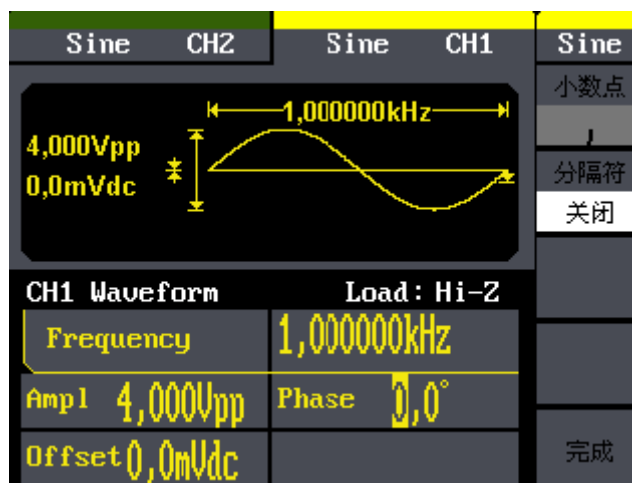 Sine CH2 Sine CH1 Sine
小数点
,
分隔符
关闭
1,000000kHz
4,000Vpp
0,0mVdc
CH1 Waveform Load: Hi-Z
Frequency 1,000000kHz
Ampl 4,000Vpp Phase 0,0°
Offset 0,0mVdc
完成